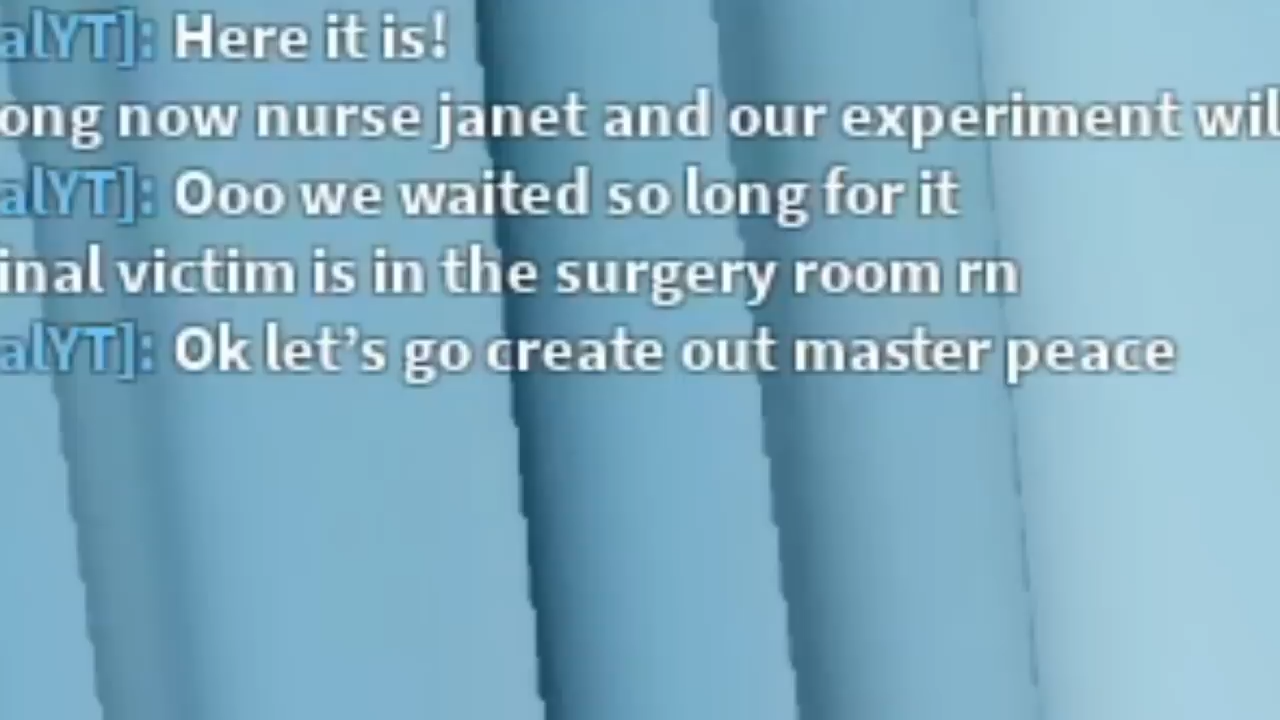 alYT]: Here it is!
ong now nurse janet and our experiment wil
alYT]: Ooo we waited so long for it
inal victim is in the surgery room rn
alYT]: Ok let’s go create out master peace